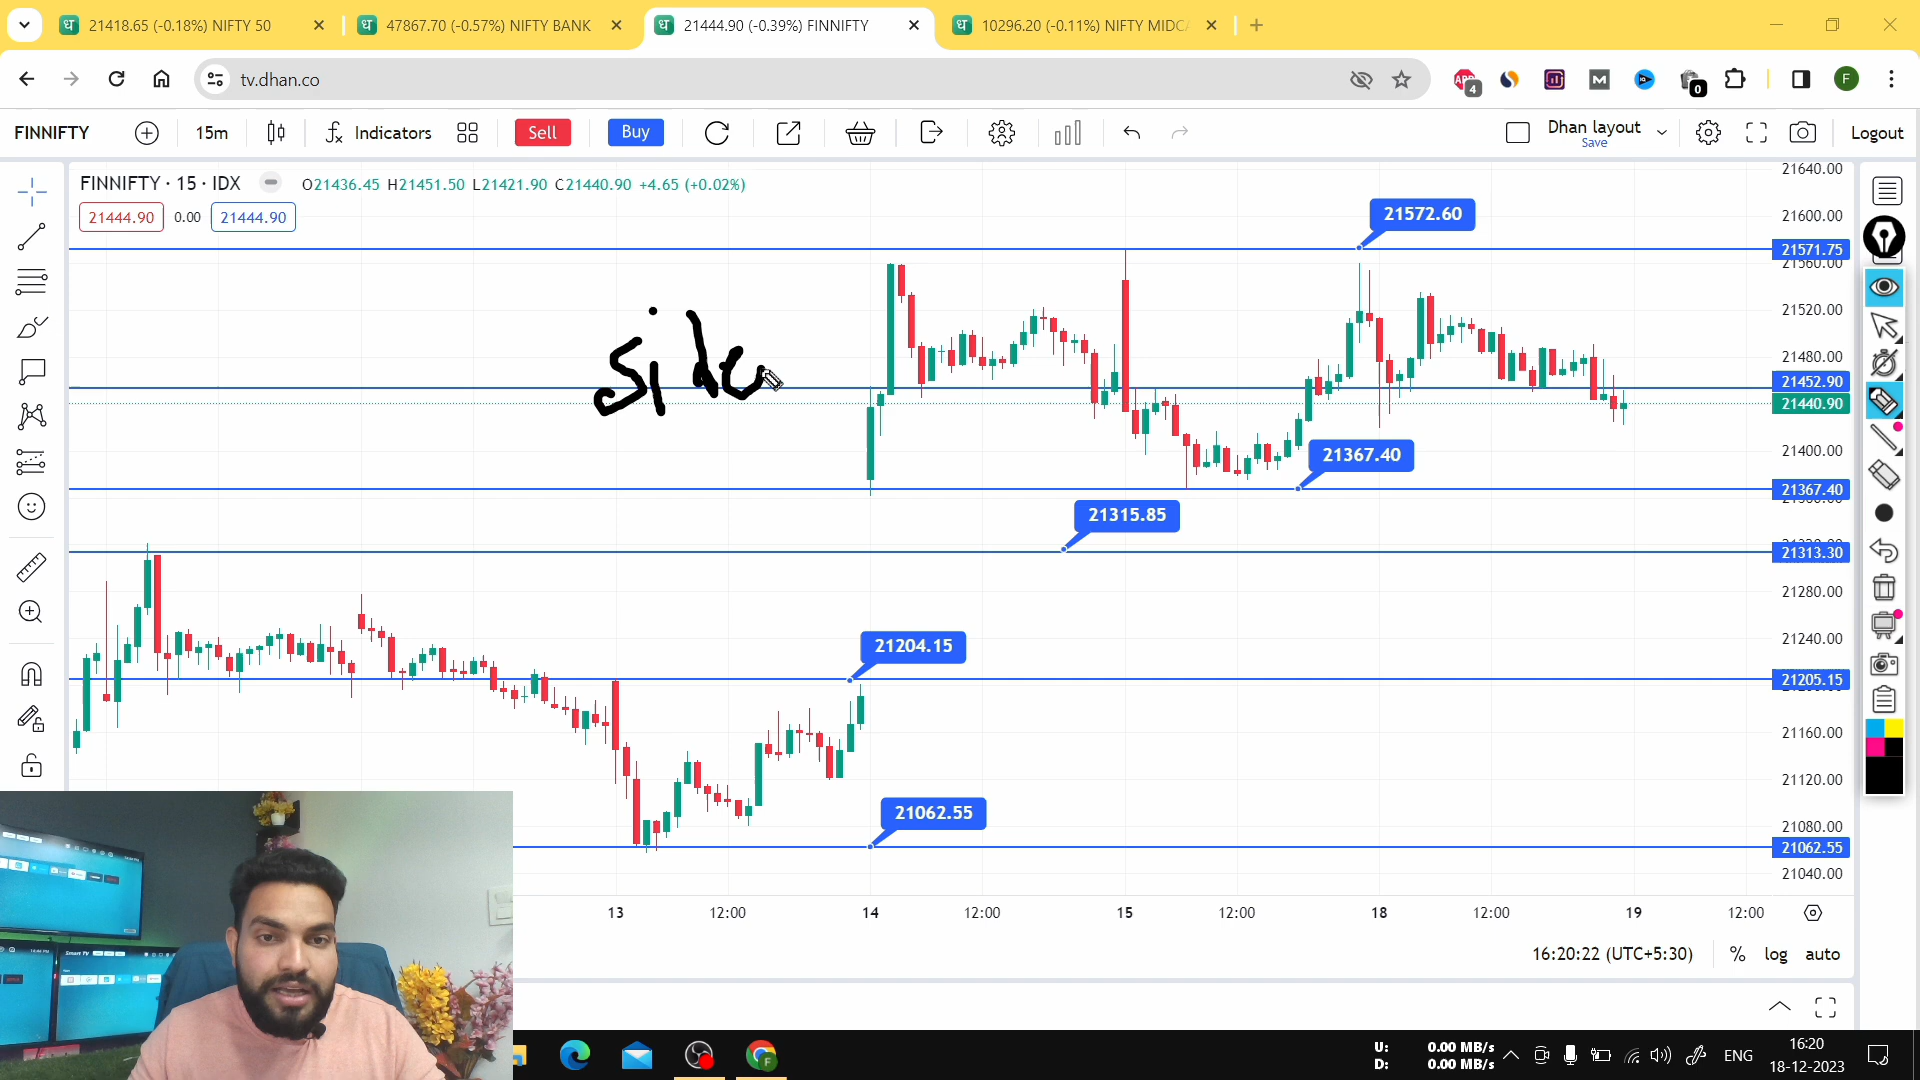 21418.65 (-0.18%) NIFTY 50
47867.70 (-0.57%) NIFTY BANK
21444.90 (-0.39%) FINNIFTY
10296.20 (-0.11%) NIFTY MIDCA
tv.dhan.co
4
0
F
FINNIFTY
15m
Indicators
Sell
Buy
Dhan layout
Save
Logout
FINNIFTY · 15 · IDX
O21436.45 H21451.50 L21421.90 C21440.90 +4.65 (+0.02%)
21444.90
0.00
21444.90
21640.00
21600.00
21572.60
21571.75
21560.00
21520.00
side
21480.00
21452.90
21440.90
21400.00
21367.40
21367.40
21315.85
21313.30
21280.00
21240.00
21204.15
21205.15
21160.00
21120.00
21062.55
21080.00
21062.55
21040.00
13
12:00
14
12:00
15
12:00
18
12:00
19
12:00
16:20:22 (UTC+5:30)
%
log
auto
Smart TV
U: 0.00 MB/s
D: 0.00 MB/s
ENG
16:20
18-12-2023